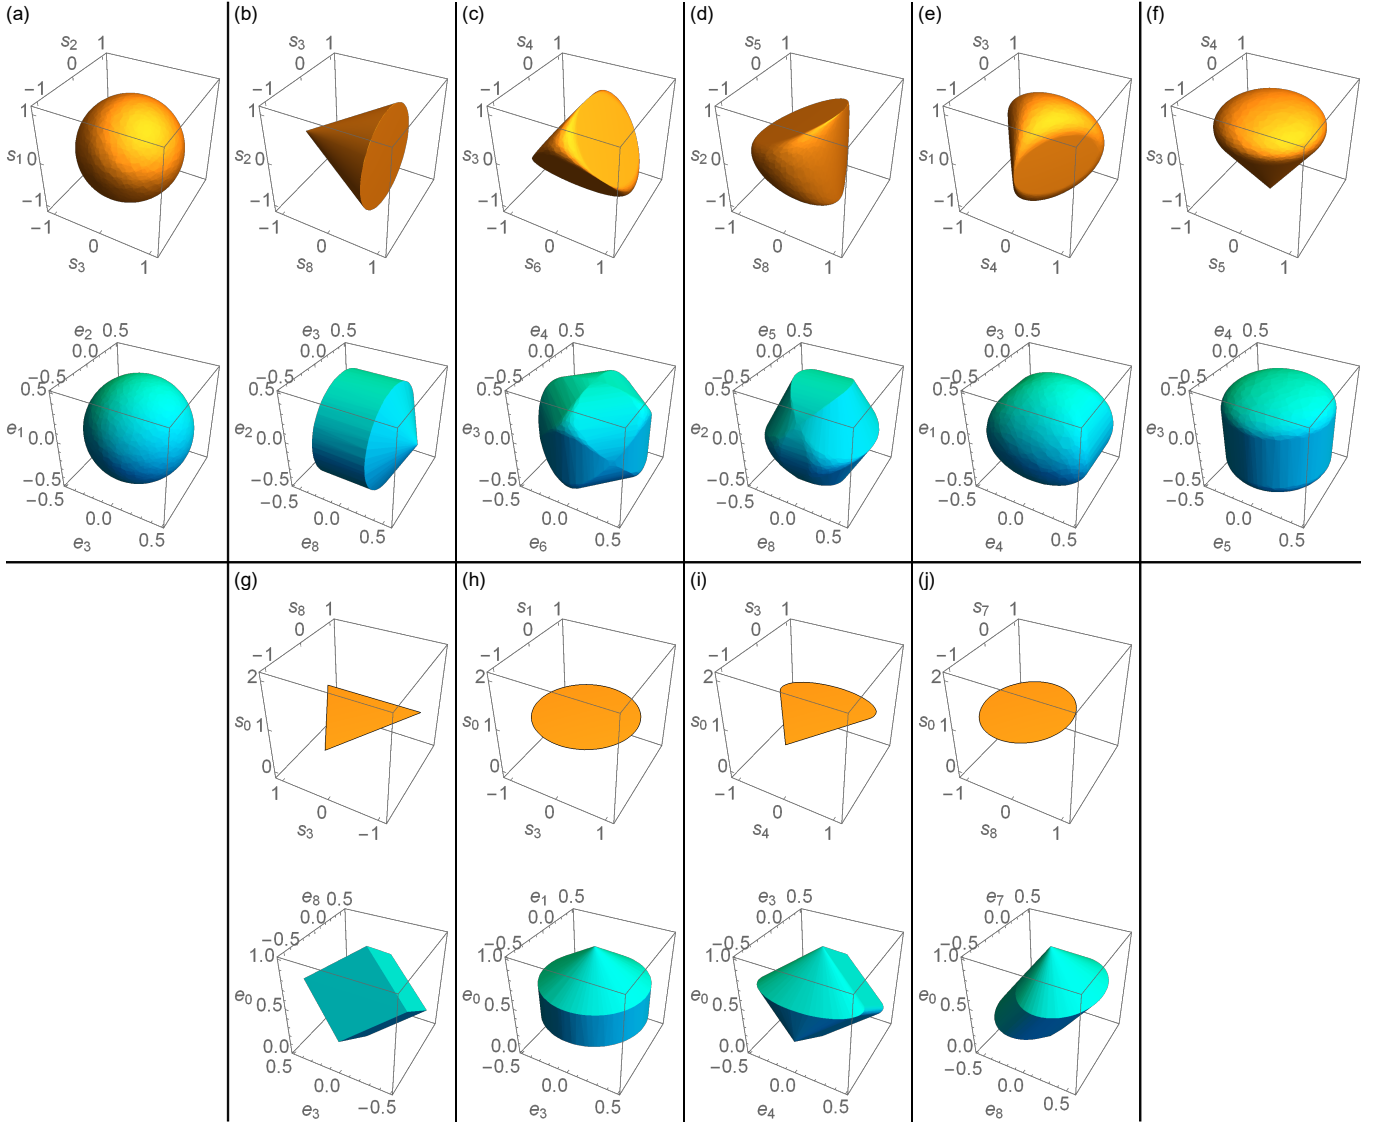 (a) (b) (c) (d) (e) (f)
s2 1 s3 1 s4 1 s5 1 s3 1 s4 1
0 0 0 0 0 0
−1 −1 −1 −1 −1 −1
1 1 1 1 1 1
s1 0 s2 0 s3 0 s2 0 s1 0 s3 0
−1 −1 −1 −1 −1 −1
−1 0 1 −1 0 1 −1 0 1 −1 0 1 −1 0 1 −1 0 1
s3 s8 s6 s8 s4 s5
e2 0.5 e3 0.5 e4 0.5 e5 0.5 e3 0.5 e4 0.5
0.0 0.0 0.0 0.0 0.0 0.0
−0.5 −0.5 −0.5 −0.5 −0.5 −0.5
0.5 0.5 0.5 0.5 0.5 0.5
e1 0.0 e2 0.0 e3 0.0 e2 0.0 e1 0.0 e3 0.0
−0.5 −0.5 −0.5 −0.5 −0.5 −0.5
−0.5 0.0 0.5 −0.5 0.0 0.5 −0.5 0.0 0.5 −0.5 0.0 0.5 −0.5 0.0 0.5 −0.5 0.0 0.5
e3 e8 e6 e8 e4 e5
(g) (h) (i) (j)
s8 1 s1 1 s3 1 s7 1
0 0 0 0
−1 −1 −1 −1
2 2 2 2
s0 1 s0 1 s0 1 s0 1
0 0 0 0
1 0 −1 −1 0 1 −1 0 1 −1 0 1
s3 s3 s4 s8
e8 0.5 e1 0.5 e3 0.5 e7 0.5
0.0 0.0 0.0 0.0
−0.5 −0.5 −0.5 −0.5
1.0 1.0 1.0 1.0
e0 0.5 e0 0.5 e0 0.5 e0 0.5
0.0 0.0 0.0 0.0
0.5 0.0 −0.5 −0.5 0.0 0.5 −0.5 0.0 0.5 −0.5 0.0 0.5
e3 e3 e4 e8